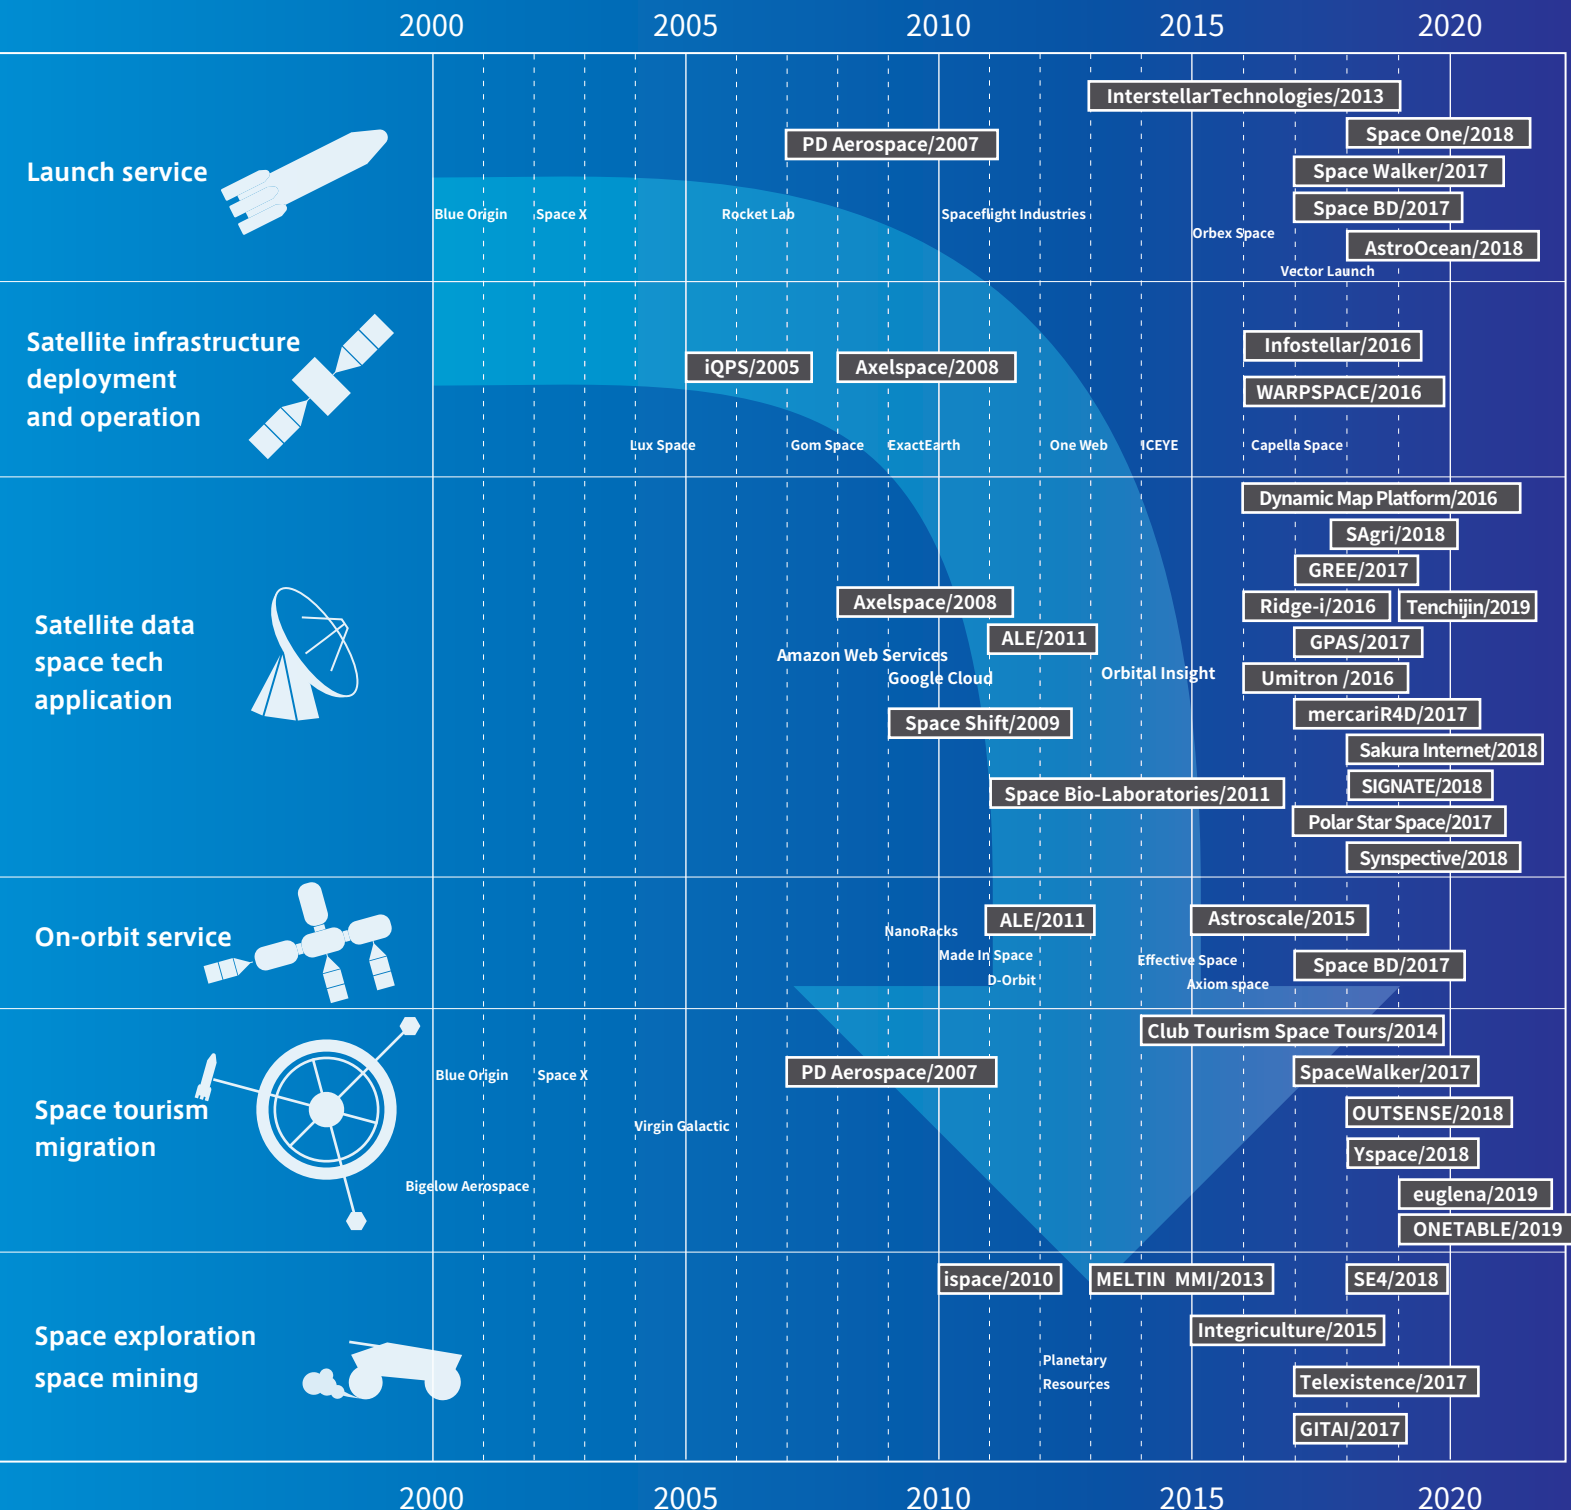 2000 2005 2010 2015 2020
Launch service
InterstellarTechnologies/2013
Space One/2018
PD Aerospace/2007
Space Walker/2017
Space BD/2017
Blue Origin Space X Rocket Lab Spaceflight Industries
Orbex Space
AstroOcean/2018
Vector Launch
Satellite infrastructure
deployment
and operation
Infostellar/2016
iQPS/2005 Axelspace/2008
WARPSPACE/2016
Lux Space Gom Space ExactEarth One Web ICEYE Capella Space
Satellite data
space tech
application
Dynamic Map Platform/2016
SAgri/2018
GREE/2017
Axelspace/2008 Ridge-i/2016 Tenchijin/2019
ALE/2011 GPAS/2017
Amazon Web Services
Google Cloud Orbital Insight Umitron /2016
Space Shift/2009 mercariR4D/2017
Sakura Internet/2018
Space Bio-Laboratories/2011 SIGNATE/2018
Polar Star Space/2017
Synspective/2018
On-orbit service
ALE/2011 Astroscale/2015
NanoRacks
Made In Space Effective Space Space BD/2017
D-Orbit Axiom space
Space tourism
migration
Club Tourism Space Tours/2014
Blue Origin Space X PD Aerospace/2007 SpaceWalker/2017
OUTSENSE/2018
Virgin Galactic
Yspace/2018
Bigelow Aerospace euglena/2019
ONETABLE/2019
Space exploration
space mining
ispace/2010 MELTIN MMI/2013 SE4/2018
Integriculture/2015
Planetary
Resources
Telexistence/2017
GITAI/2017
2000 2005 2010 2015 2020